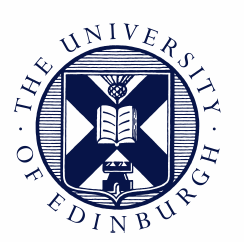 · THE UNIVERSITY ·
OF EDINBURGH